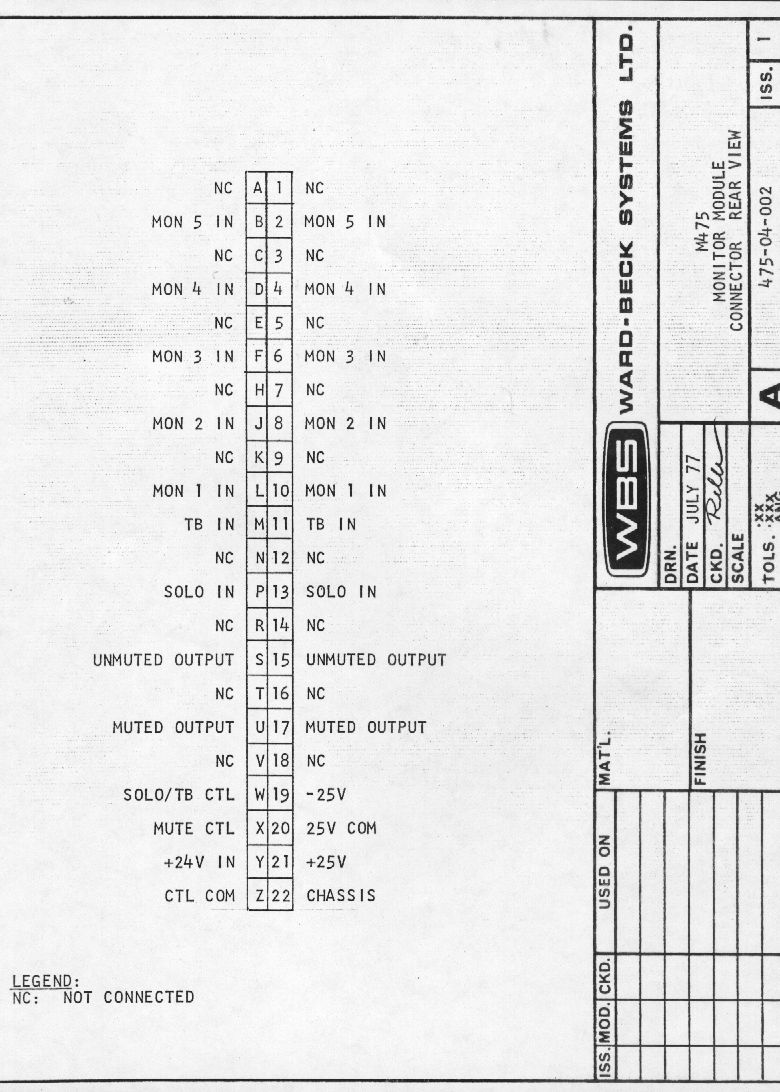 NC A 1 NC
MON 5 IN B 2 MON 5 IN
NC C 3 NC
MON 4 IN D 4 MON 4 IN
NC E 5 NC
MON 3 IN F 6 MON 3 IN
NC H 7 NC
MON 2 IN J 8 MON 2 IN
NC K 9 NC
MON 1 IN L 10 MON 1 IN
TB IN M 11 TB IN
NC N 12 NC
SOLO IN P 13 SOLO IN
NC R 14 NC
UNMUTED OUTPUT S 15 UNMUTED OUTPUT
NC T 16 NC
MUTED OUTPUT U 17 MUTED OUTPUT
NC V 18 NC
SOLO/TB CTL W 19 -25V
MUTE CTL X 20 25V COM
+24V IN Y 21 +25V
CTL COM Z 22 CHASSIS
LEGEND:
NC: NOT CONNECTED
WBS WARD-BECK SYSTEMS LTD.
M475
MONITOR MODULE
CONNECTOR REAR VIEW
DRN.
DATE JULY 77
CKD.
SCALE
A 475-04-002 ISS. 1
TOLS. .XX
.XXX
ANG
MAT'L.
FINISH
USED ON
ISS. MOD. CKD.